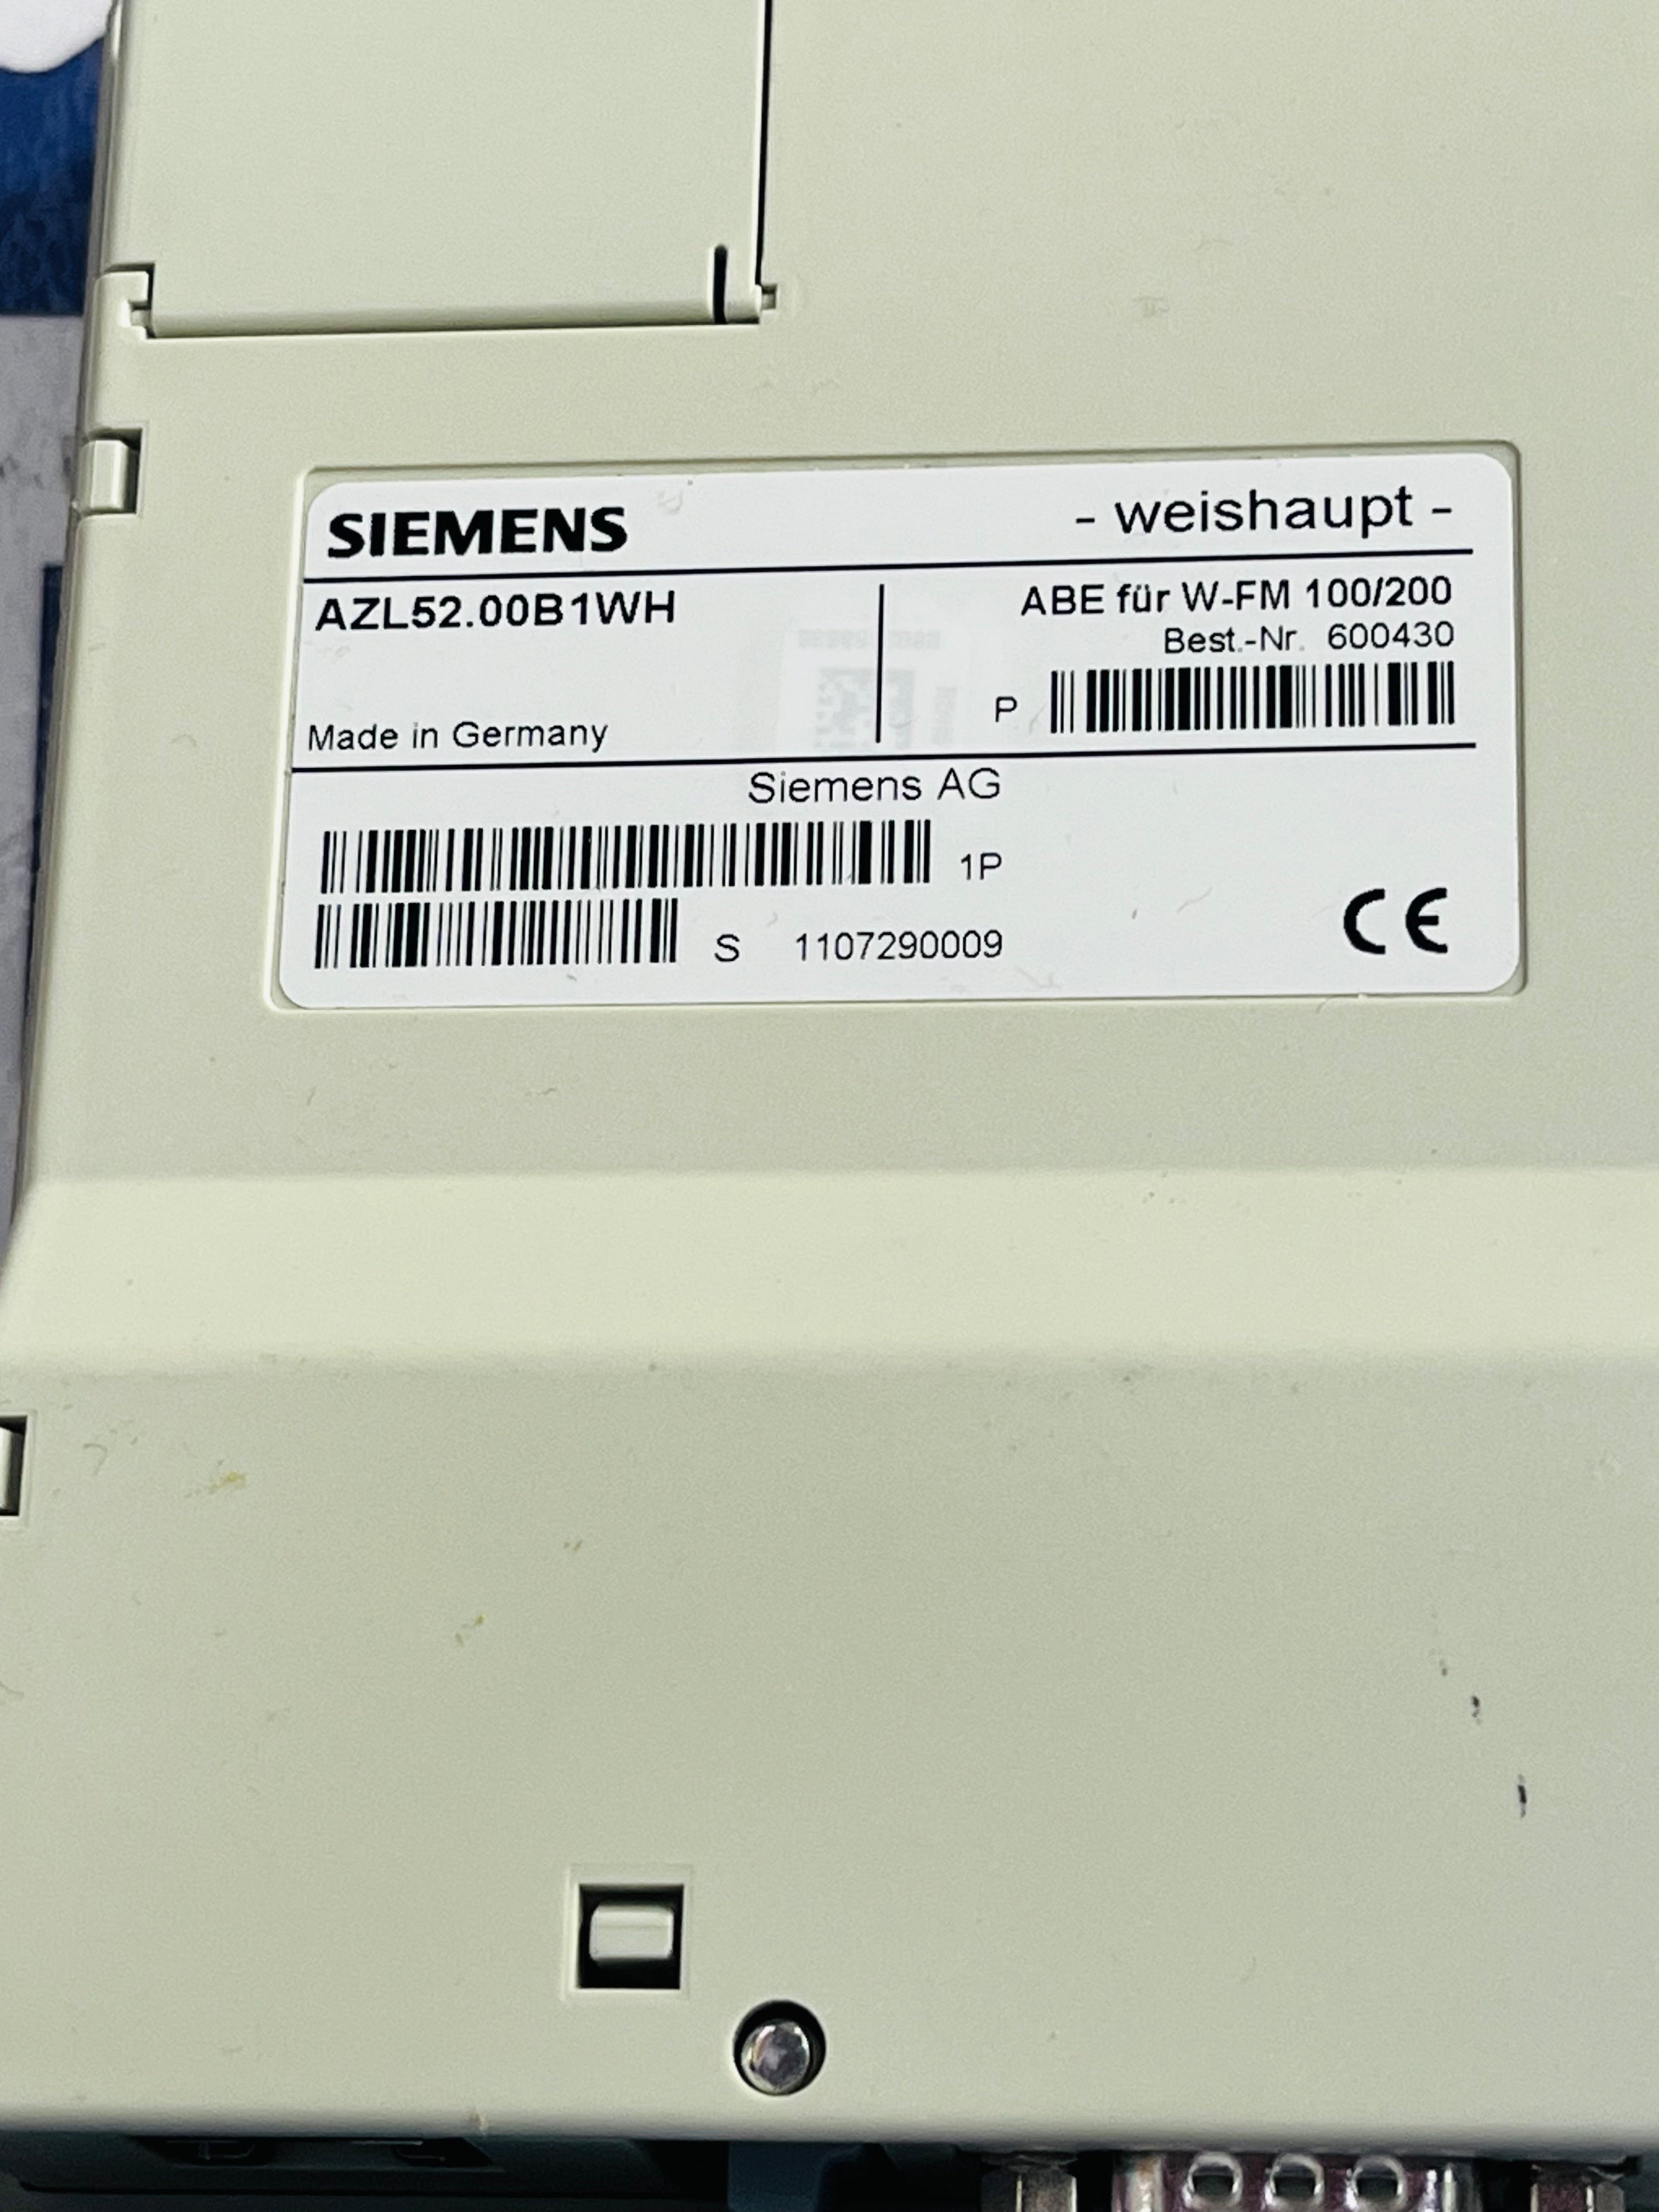 SIEMENS
- weishaupt -
AZL52.00B1WH
ABE für W-FM 100/200
Best.-Nr. 600430
P
Made in Germany
Siemens AG
1P
S 1107290009
CE